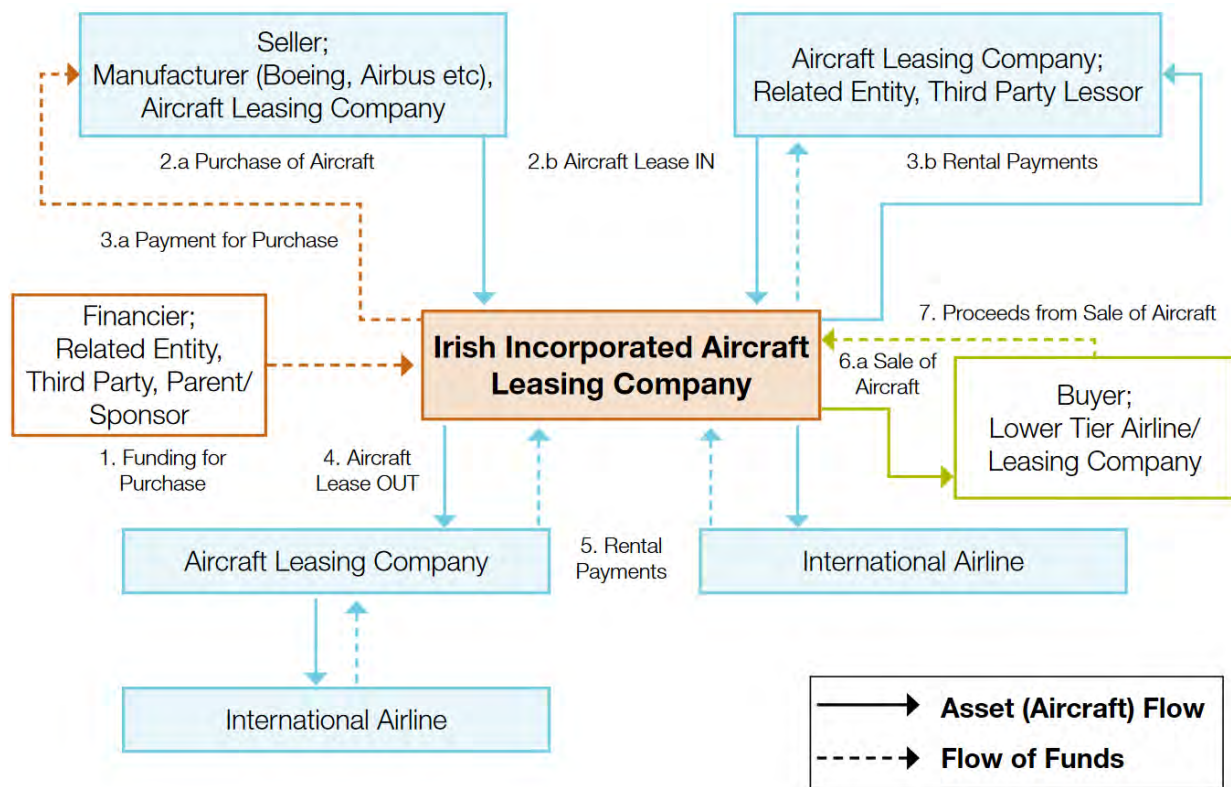 Seller;
Manufacturer (Boeing, Airbus etc),
Aircraft Leasing Company
Aircraft Leasing Company;
Related Entity, Third Party Lessor
2.a Purchase of Aircraft
2.b Aircraft Lease IN
3.b Rental Payments
3.a Payment for Purchase
Financier;
Related Entity,
Third Party, Parent/
Sponsor
Irish Incorporated Aircraft
Leasing Company
7. Proceeds from Sale of Aircraft
6.a Sale of
Aircraft
Buyer;
Lower Tier Airline/
Leasing Company
1. Funding for
Purchase
4. Aircraft
Lease OUT
Aircraft Leasing Company
5. Rental
Payments
International Airline
International Airline
Asset (Aircraft) Flow
Flow of Funds